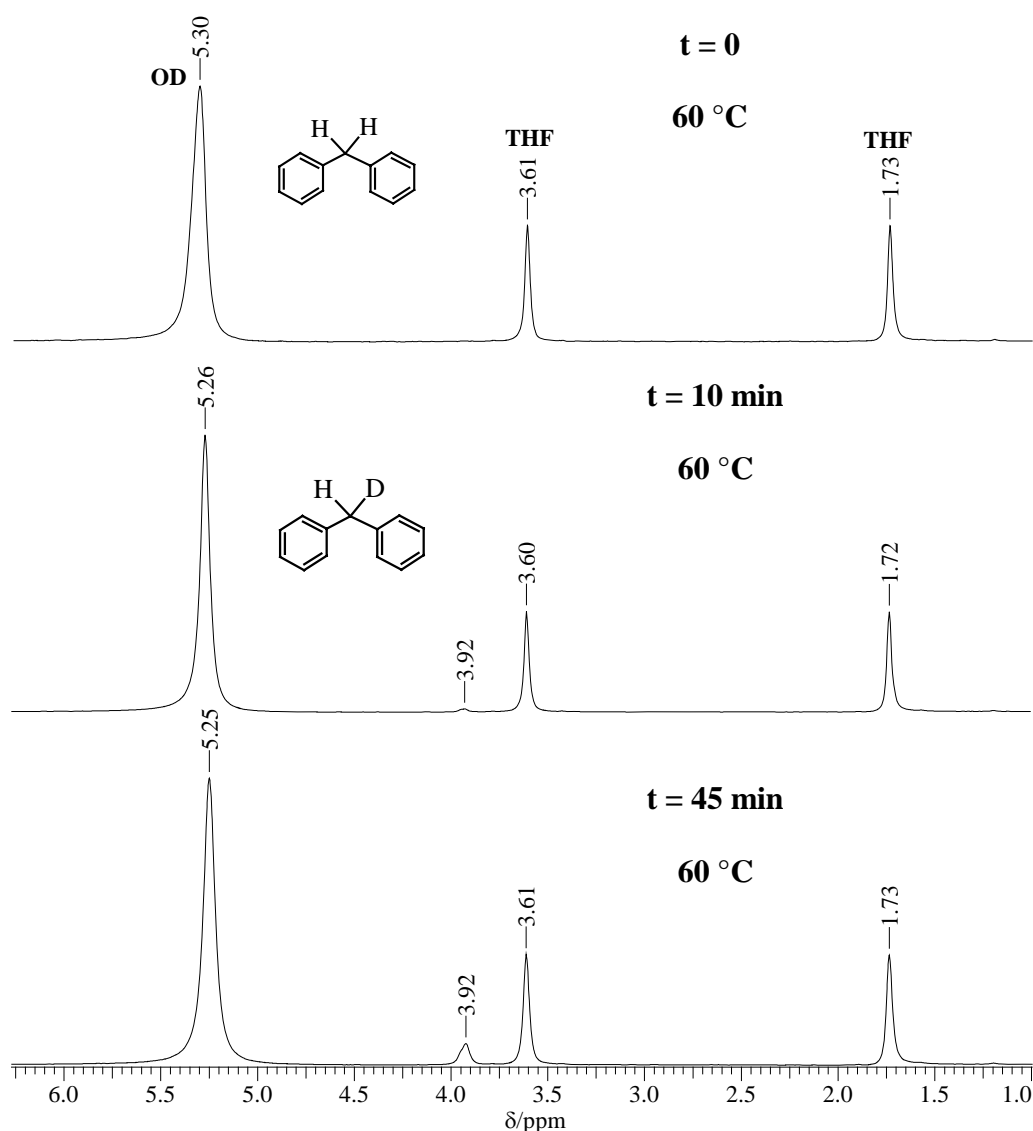 5.30
t = 0
OD
60 °C
H H
THF
3.61
THF
1.73
5.26
t = 10 min
60 °C
H D
3.60
1.72
3.92
5.25
t = 45 min
60 °C
3.61
1.73
3.92
6.0 5.5 5.0 4.5 4.0 3.5 3.0 2.5 2.0 1.5 1.0
δ/ppm